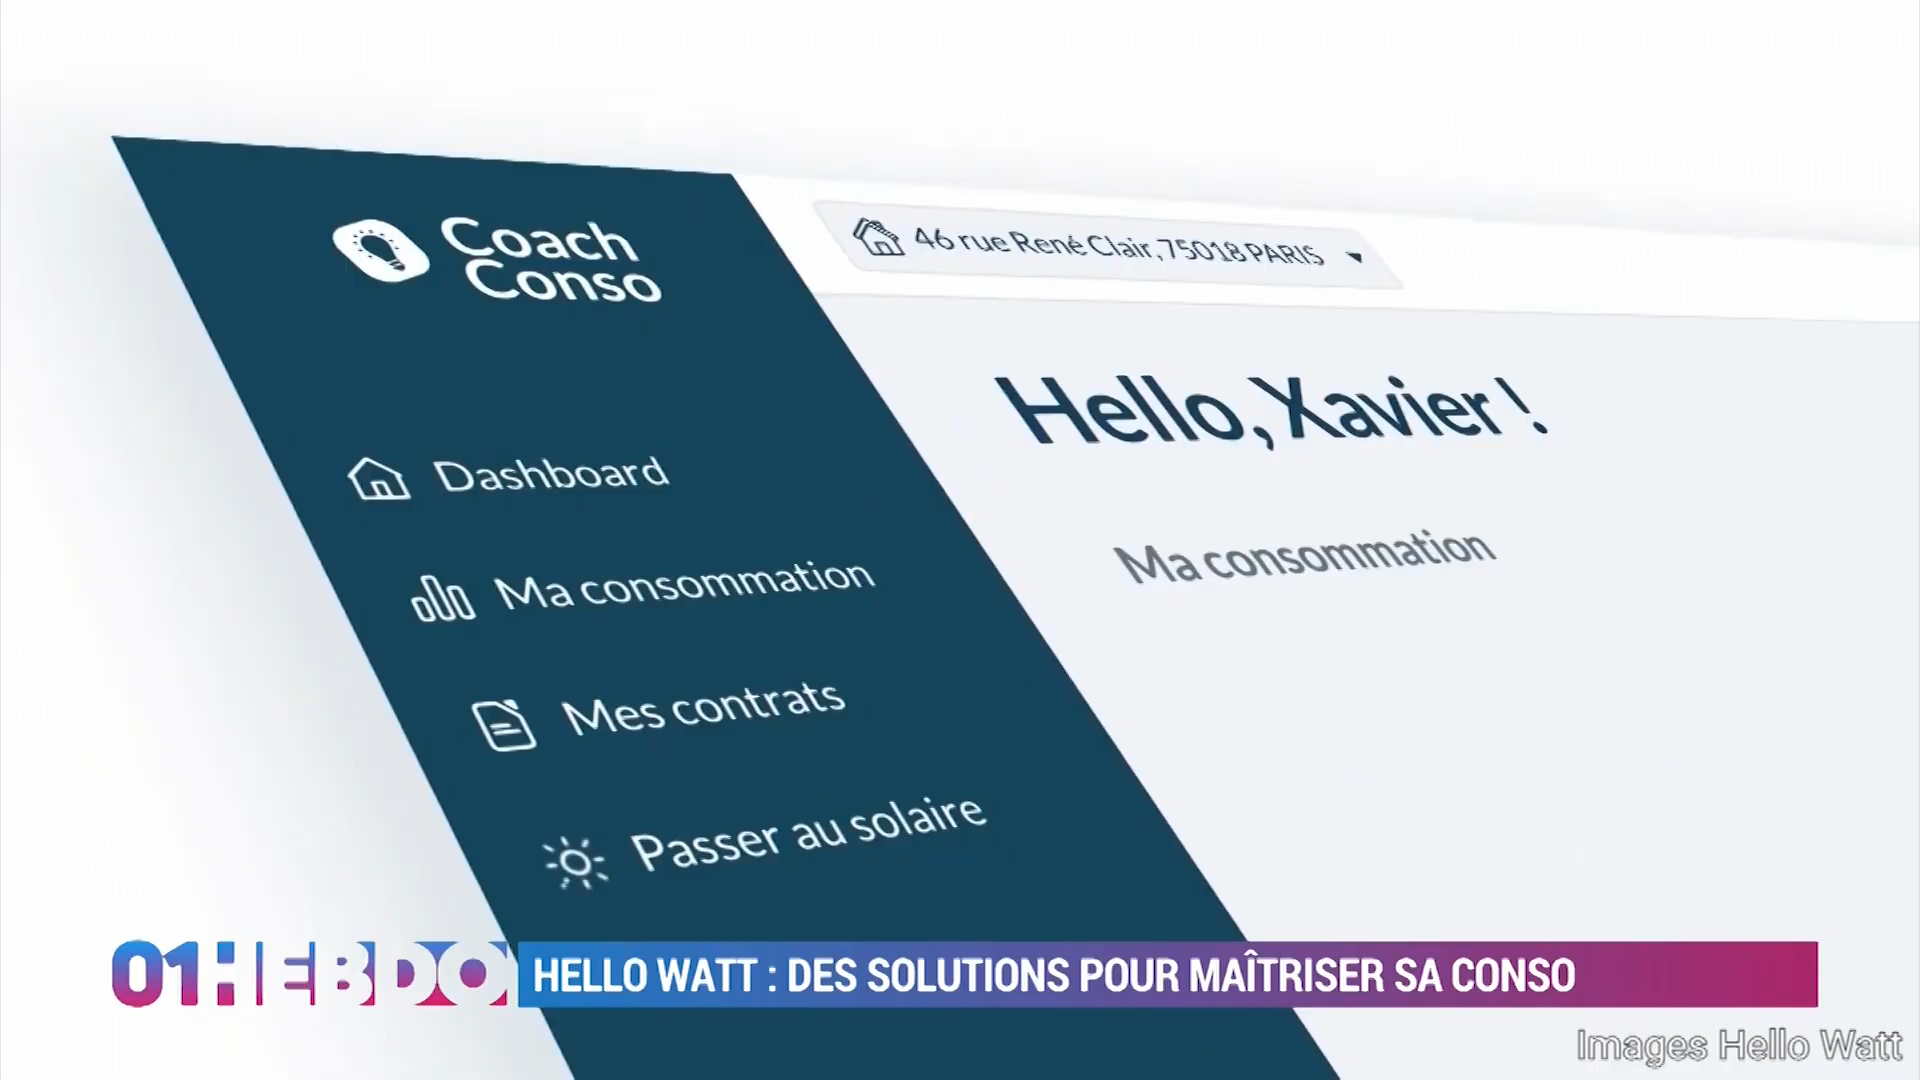 Coach
Conso
46 rue René Clair, 75018 PARIS
Hello, Xavier !
Dashboard
Ma consommation
Ma consommation
Mes contrats
Passer au solaire
01HEBDO
HELLO WATT : DES SOLUTIONS POUR MAÎTRISER SA CONSO
Images Hello Watt